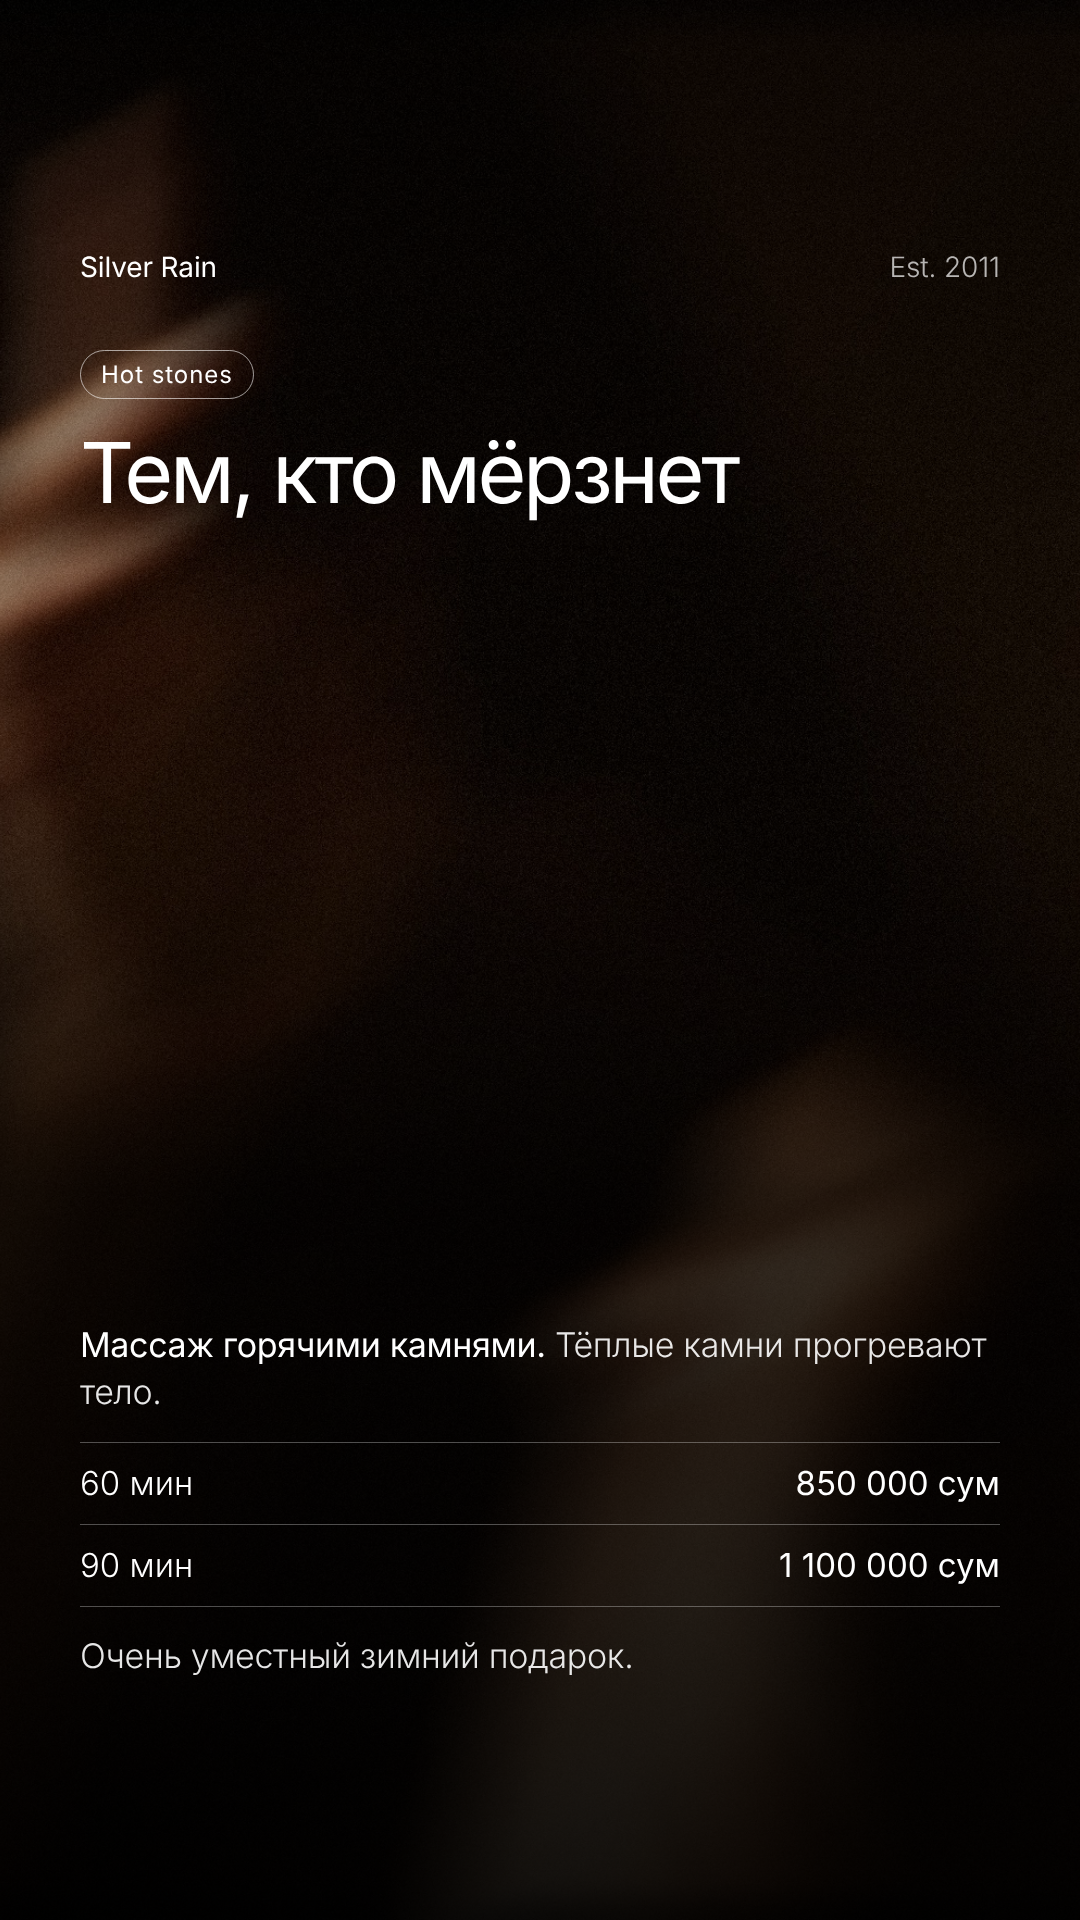 Silver Rain
Est. 2011
Hot stones
Тем, кто мёрзнет
Массаж горячими камнями. Тёплые камни прогревают
тело.
60 мин
850 000 сум
90 мин
1 100 000 сум
Очень уместный зимний подарок.